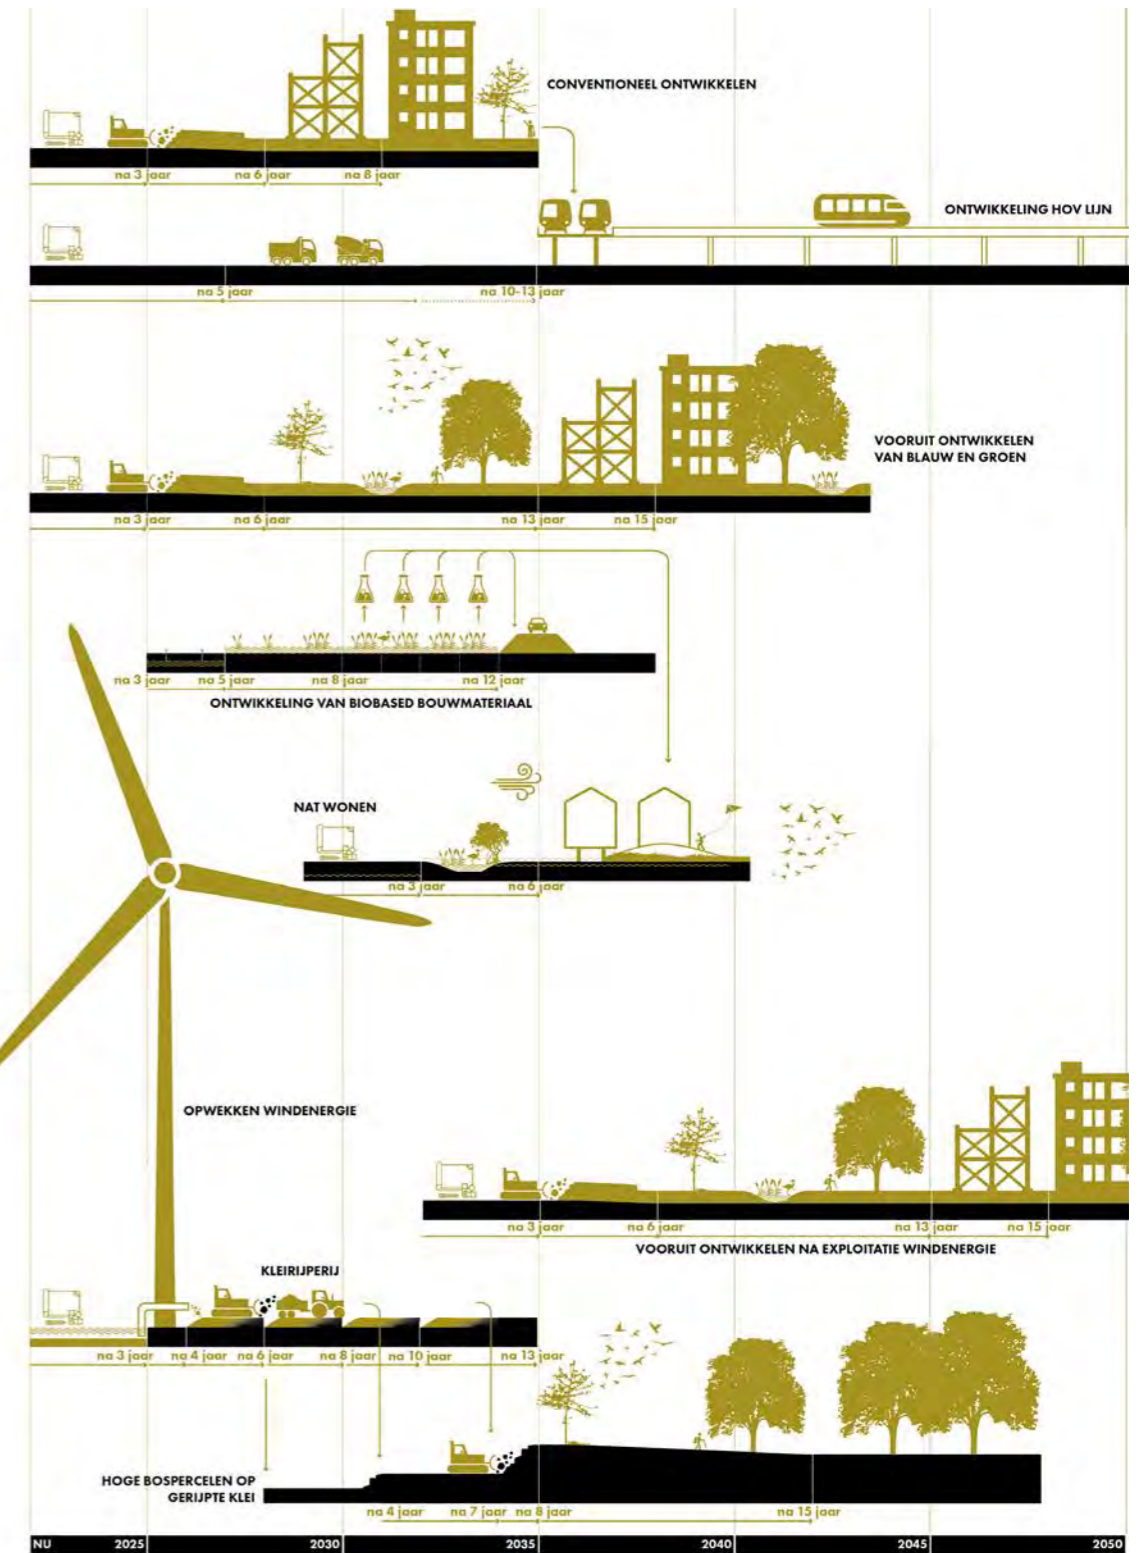 CONVENTIONEEL ONTWIKKELEN
na 3 jaar na 6 jaar na 8 jaar
ONTWIKKELING HOV LIJN
na 5 jaar na 10-13 jaar
VOORUIT ONTWIKKELEN
VAN BLAUW EN GROEN
na 3 jaar na 6 jaar na 13 jaar na 15 jaar
na 3 jaar na 5 jaar na 8 jaar na 12 jaar
ONTWIKKELING VAN BIOBASED BOUWMATERIAAL
NAT WONEN
na 3 jaar na 6 jaar
OPWEKKEN WINDENERGIE
na 3 jaar na 6 jaar na 13 jaar na 15 jaar
VOORUIT ONTWIKKELEN NA EXPLOITATIE WINDENERGIE
KLEIRIJPERIJ
na 3 jaar na 4 jaar na 6 jaar na 8 jaar na 10 jaar na 13 jaar
HOGE BOSPERCELEN OP
GERIJPTE KLEI
na 4 jaar na 7 jaar na 8 jaar na 15 jaar
NU 2025 2030 2035 2040 2045 2050